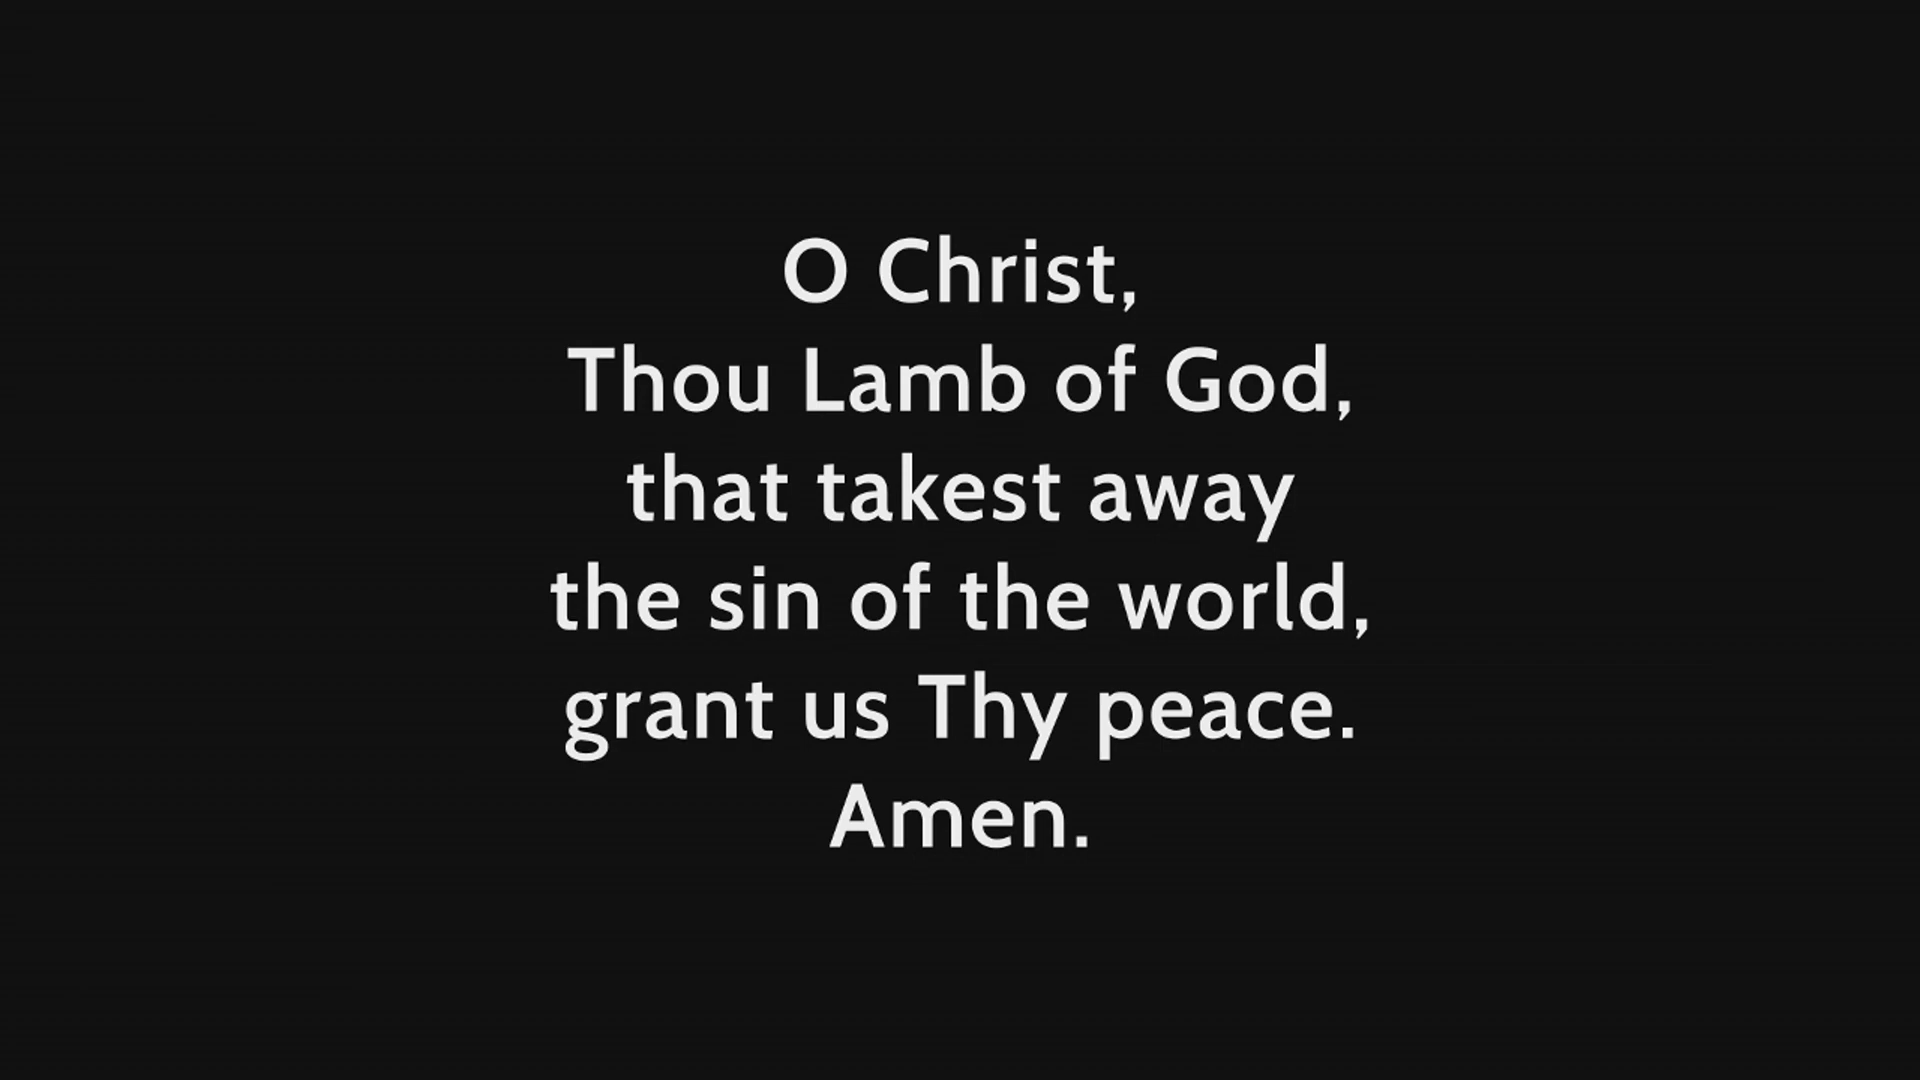 O Christ,
Thou Lamb of God,
that takest away
the sin of the world,
grant us Thy peace.
Amen.